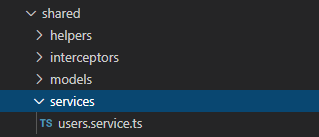 shared
helpers
interceptors
models
services
TS users.service.ts